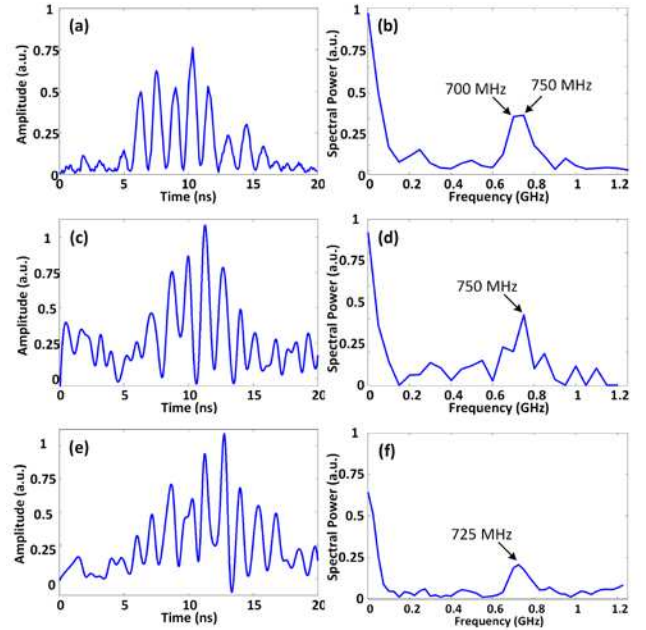 (a)
Amplitude (a.u.)
1
0.75
0.5
0.25
0
0 5 10 15 20
Time (ns)
(b)
Spectral Power (a.u.)
1
0.75
0.5
0.25
0
700 MHz
750 MHz
0 0.2 0.4 0.6 0.8 1.0 1.2
Frequency (GHz)
(c)
Amplitude (a.u.)
1
0.75
0.5
0.25
0
0 5 10 15 20
Time (ns)
(d)
Spectral Power (a.u.)
1
0.75
0.5
0.25
0
750 MHz
0 0.2 0.4 0.6 0.8 1.0 1.2
Frequency (GHz)
(e)
Amplitude (a.u.)
1
0.75
0.5
0.25
0
0 5 10 15 20
Time (ns)
(f)
Spectral Power (a.u.)
1
0.75
0.5
0.25
0
725 MHz
0 0.2 0.4 0.6 0.8 1.0 1.2
Frequency (GHz)